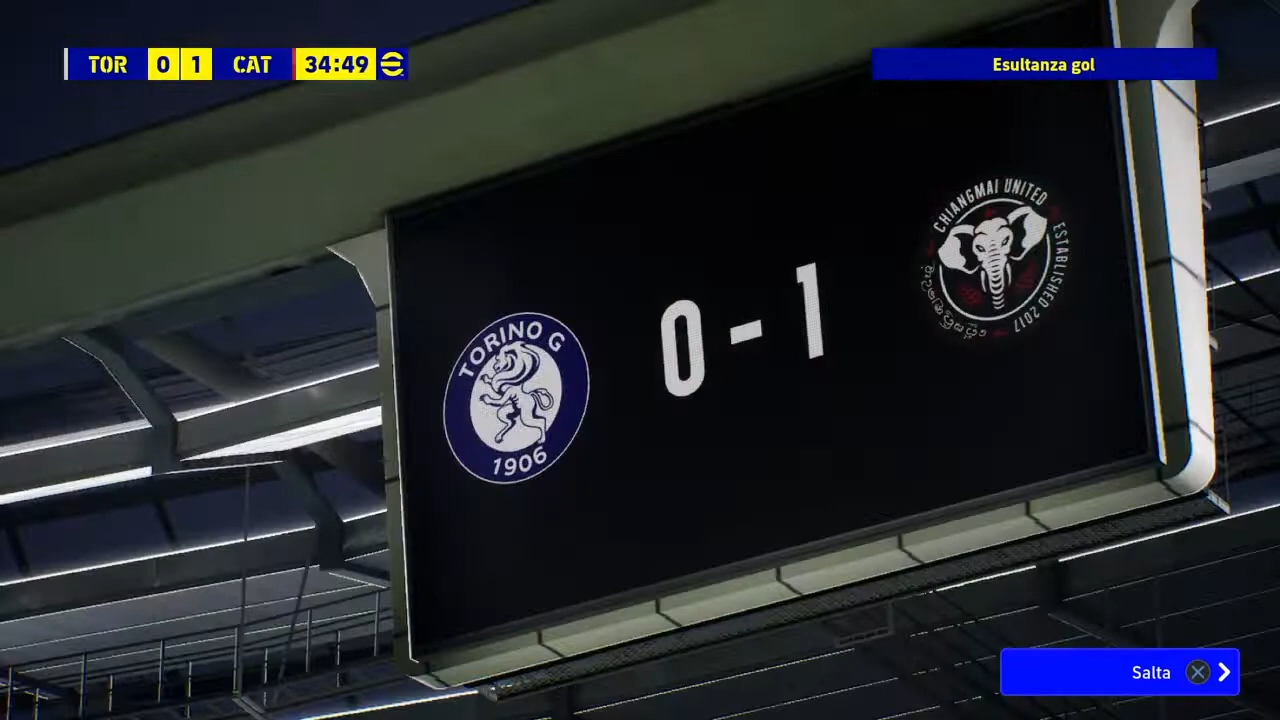 TOR 0 1 CAT 34:49
Esultanza gol
CHIANGMAI UNITED
ESTABLISHED 2017
0 - 1
TORINO G
1906
Salta